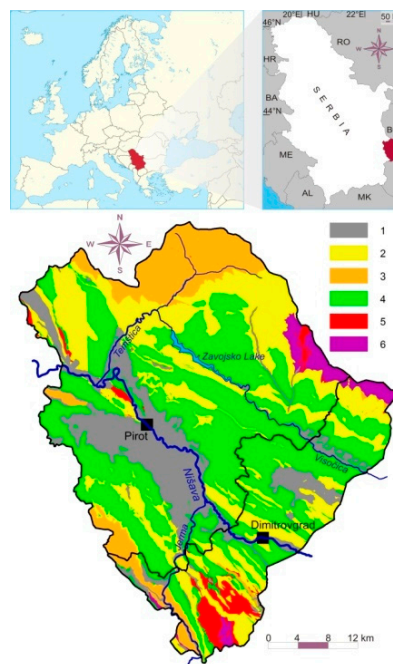 20°E
HU
22°E
50
46°N
RO
N
W
E
S
HR
SERBIA
BA
44°N
B
ME
AL
MK
N
W
E
S
1
2
3
4
5
6
Temštica
Zavojsko Lake
Pirot
Visočica
Nišava
Dimitrovgrad
Jerma
0
4
8
12 km